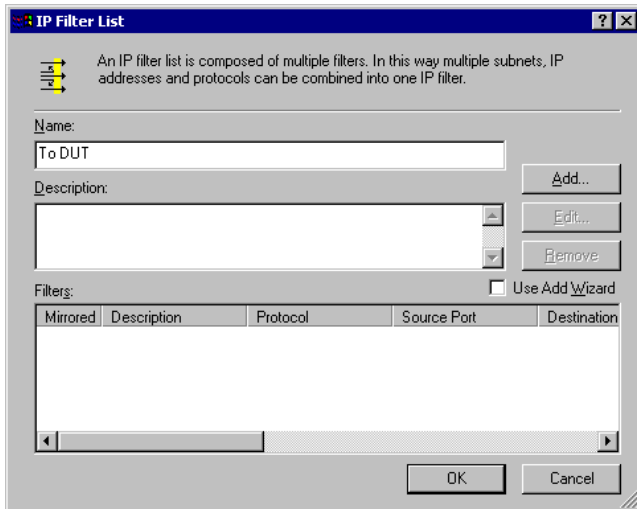 IP Filter List
An IP filter list is composed of multiple filters. In this way multiple subnets, IP
addresses and protocols can be combined into one IP filter.
Name:
To DUT
Add...
Description:
Edit...
Remove
Filters:
Use Add Wizard
Mirrored Description Protocol Source Port Destination
OK Cancel